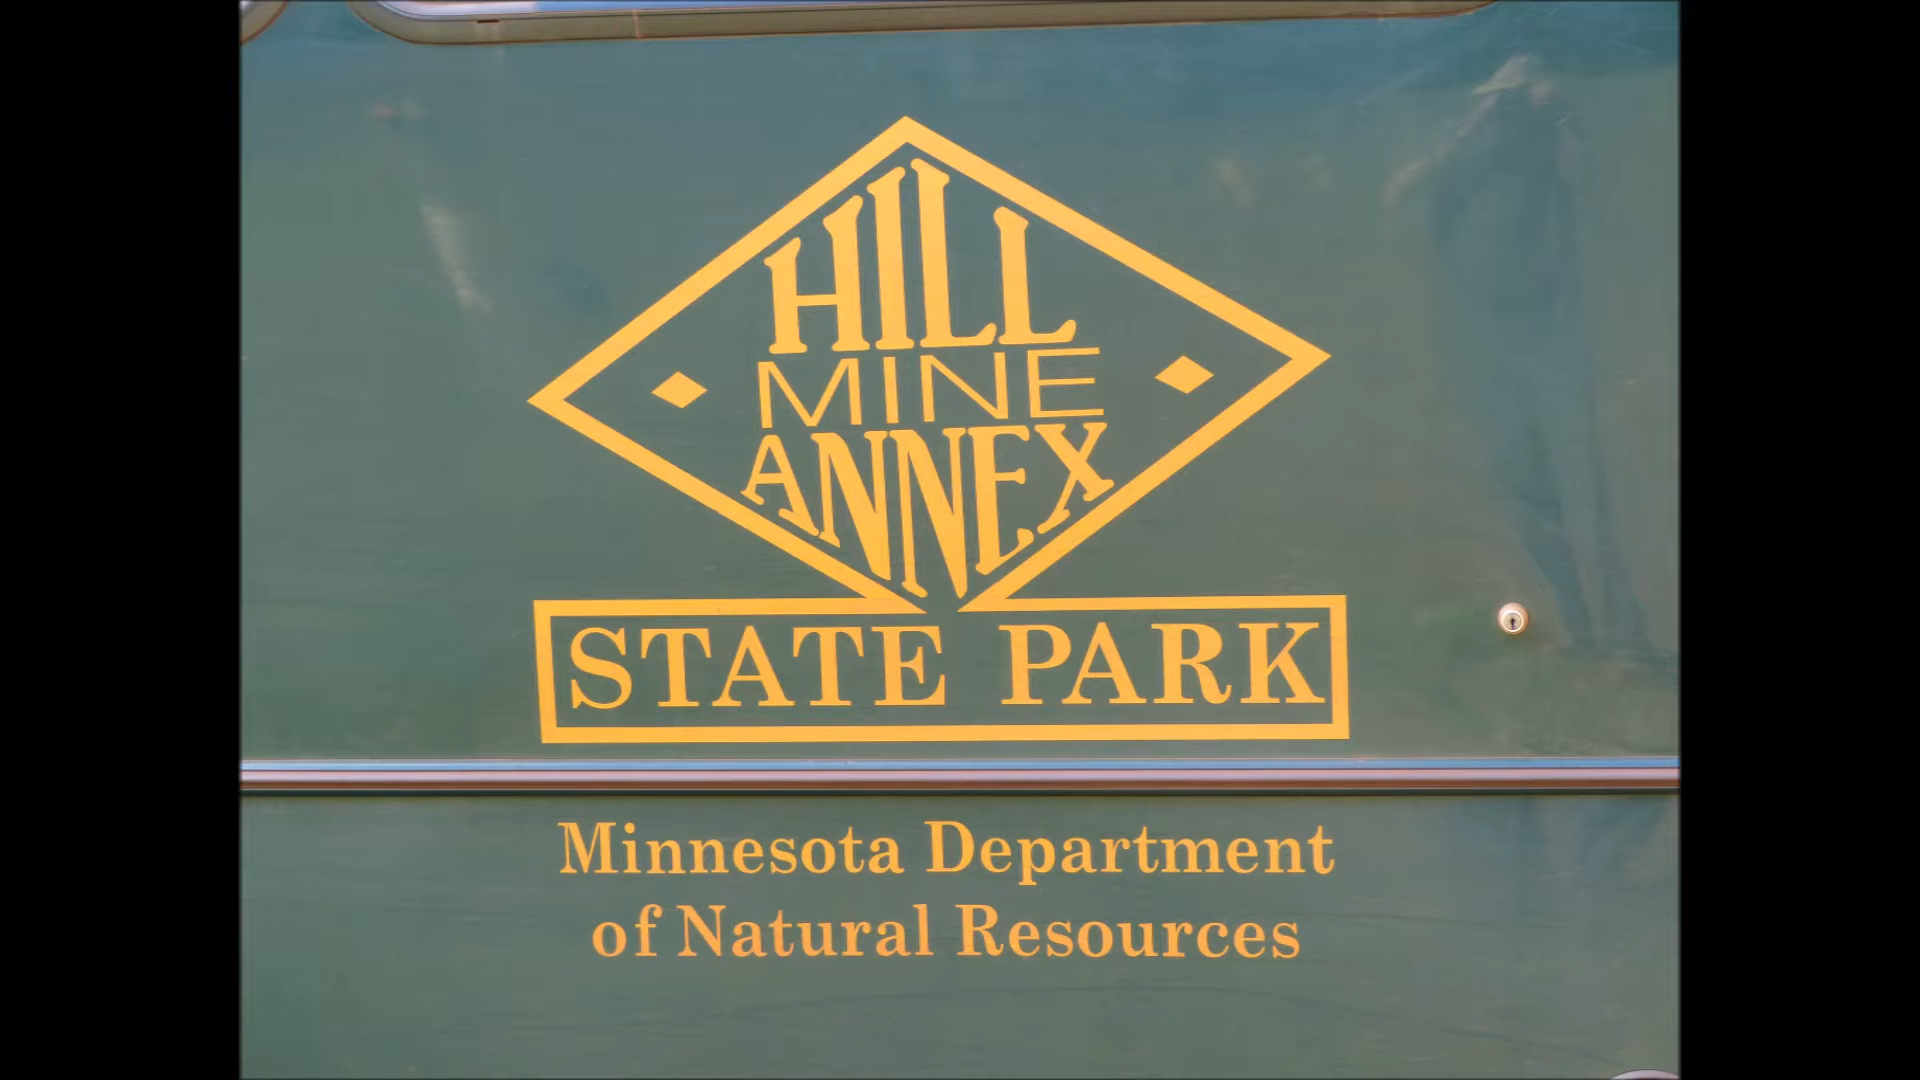 HILL
MINE
ANNEX
STATE PARK
Minnesota Department
of Natural Resources